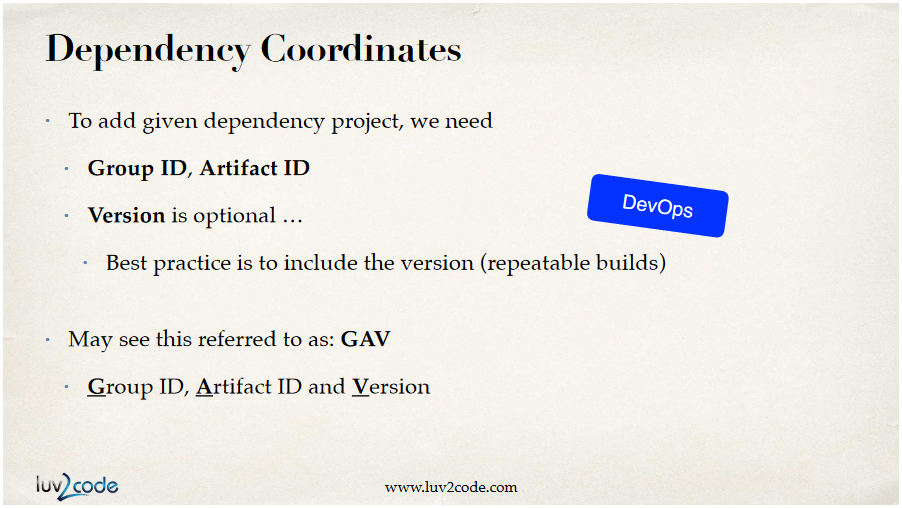 Dependency Coordinates
To add given dependency project, we need
Group ID, Artifact ID
Version is optional …
DevOps
Best practice is to include the version (repeatable builds)
May see this referred to as: GAV
Group ID, Artifact ID and Version
luv2code
www.luv2code.com